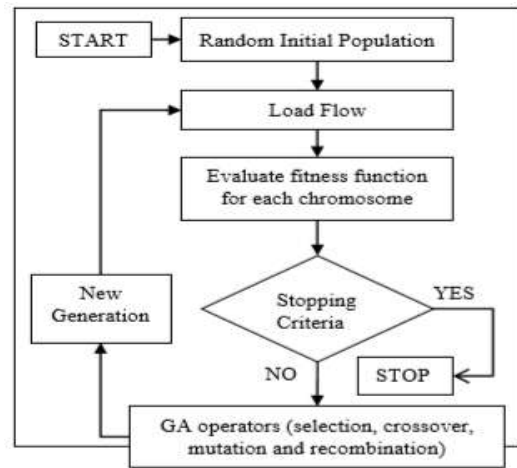 START
Random Initial Population
Load Flow
Evaluate fitness function
for each chromosome
New
Generation
Stopping
Criteria
YES
NO
STOP
GA operators (selection, crossover,
mutation and recombination)